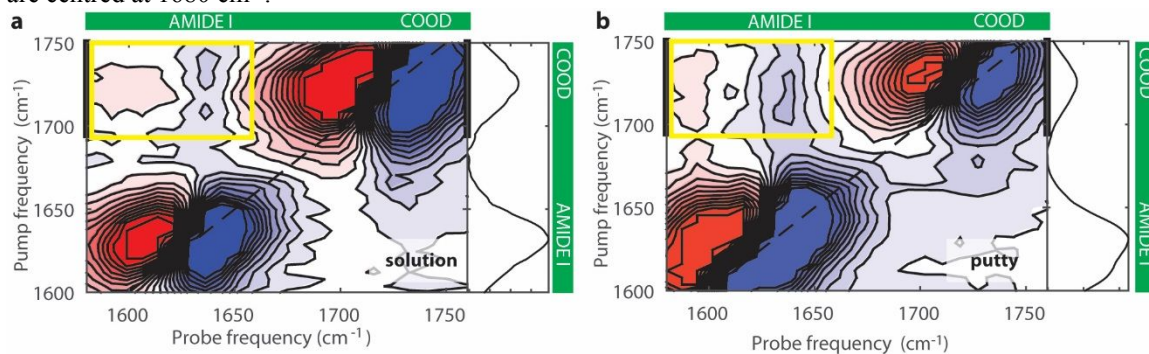 are centred at 1680 cm⁻¹.
a AMIDE I COOD
b AMIDE I COOD
1750
1700
1650
1600
Pump frequency (cm⁻¹)
solution
COOD
AMIDE I
1600 1650 1700 1750
Probe frequency (cm⁻¹)
1750
1700
1650
1600
Pump frequency (cm⁻¹)
putty
COOD
AMIDE I
1600 1650 1700 1750
Probe frequency (cm⁻¹)